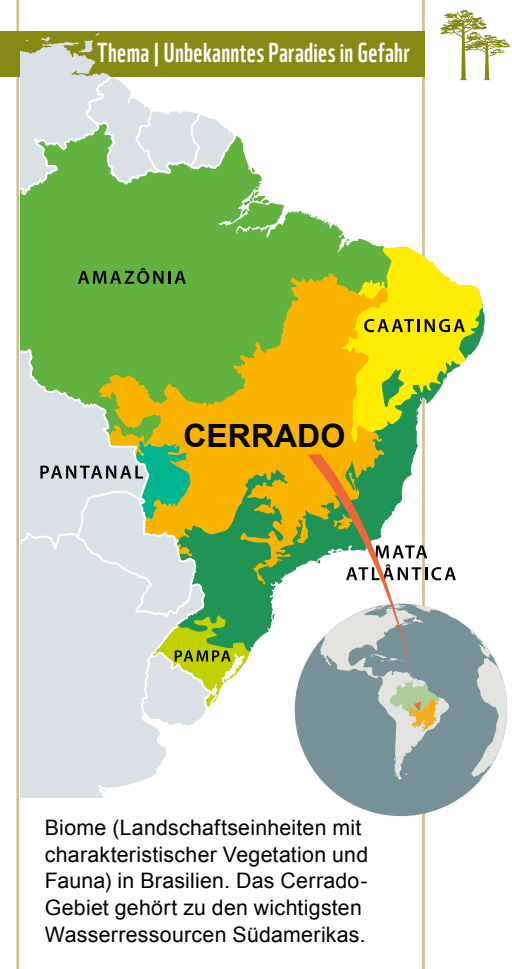 Thema | Unbekanntes Paradies in Gefahr
AMAZÔNIA
CAATINGA
CERRADO
PANTANAL
MATA
ATLÂNTICA
PAMPA
Biome (Landschaftseinheiten mit
charakteristischer Vegetation und
Fauna) in Brasilien. Das Cerrado-
Gebiet gehört zu den wichtigsten
Wasserressourcen Südamerikas.